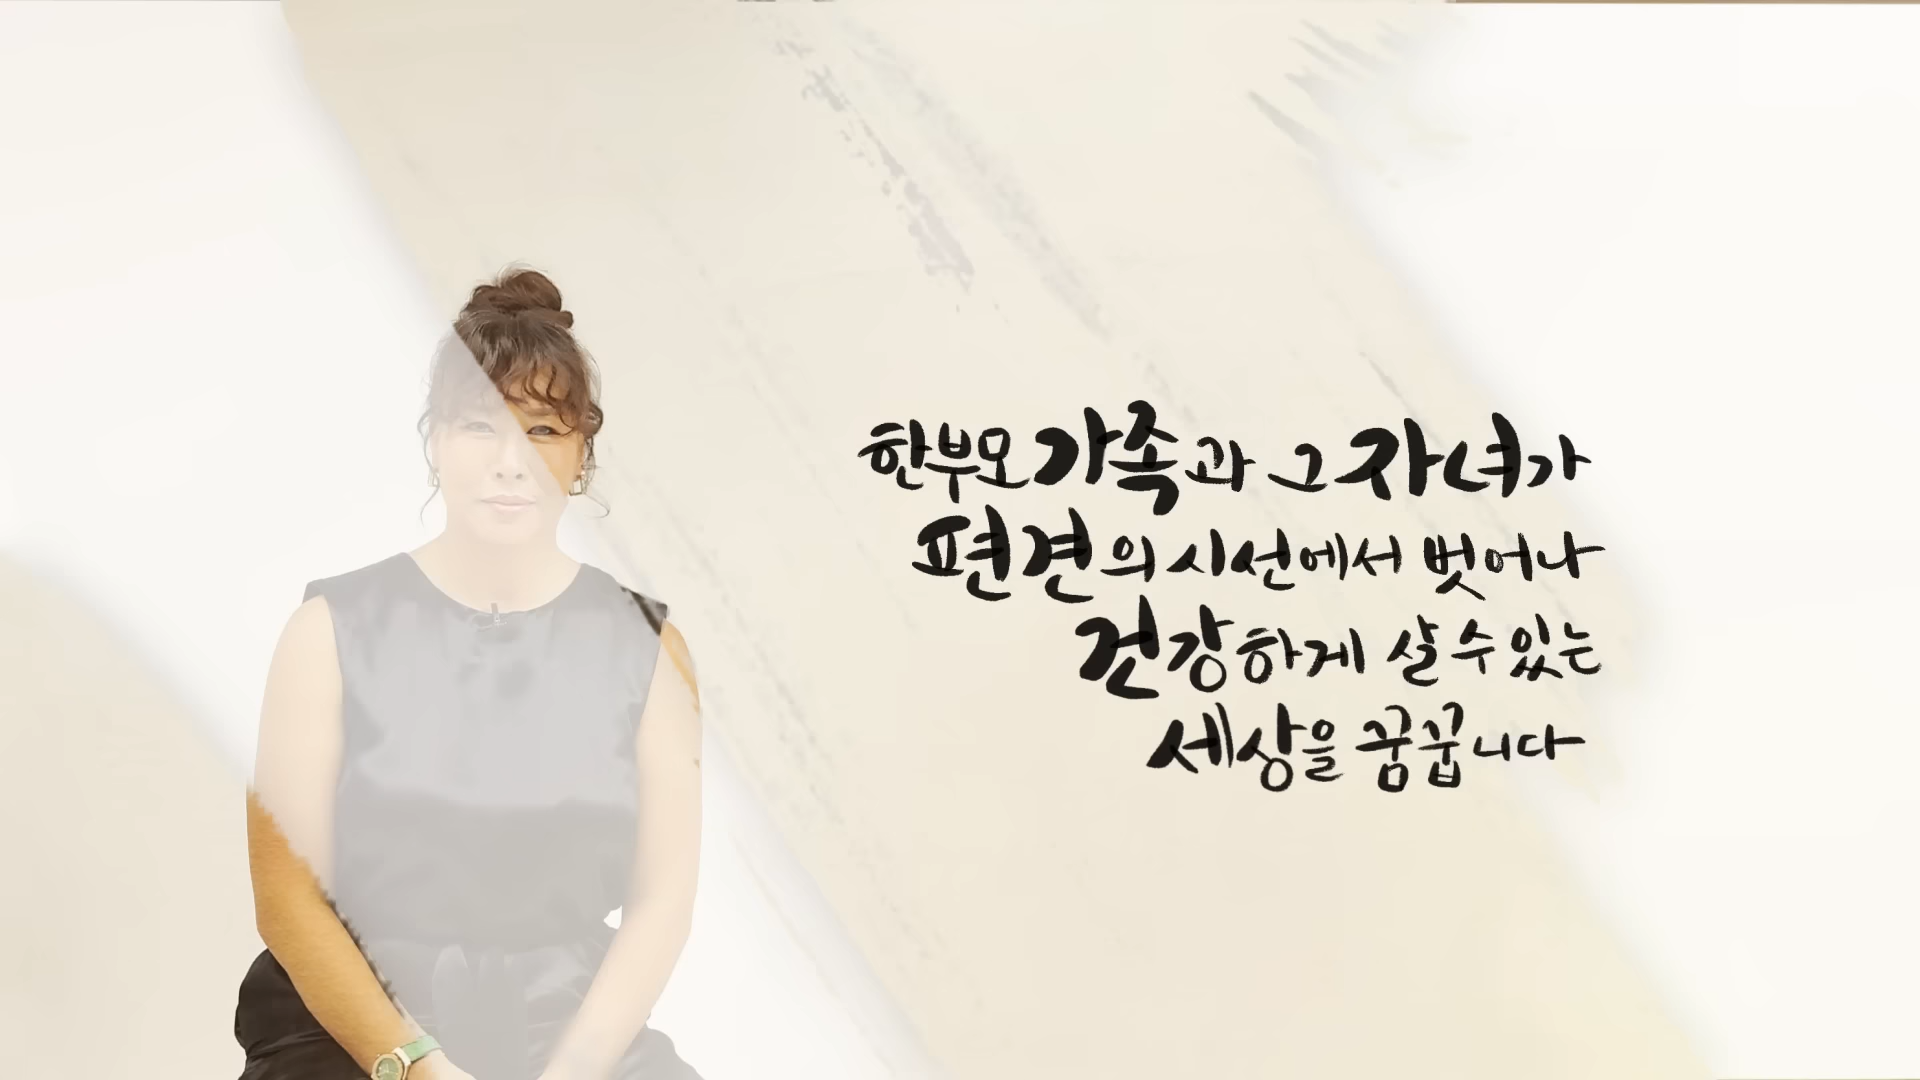 한부모 가족과 그 자녀가
편견의 시선에서 벗어나
건강하게 살 수 있는
세상을 꿈꿉니다